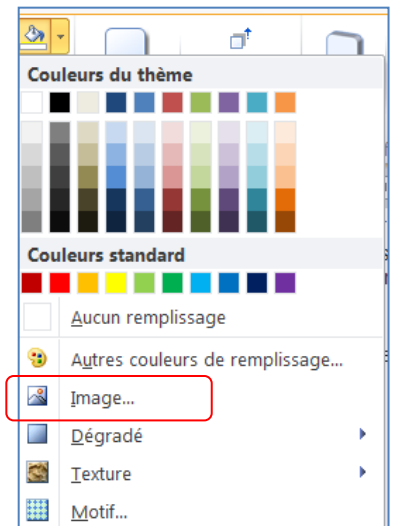 Couleurs du thème
Couleurs standard
Aucun remplissage
Autres couleurs de remplissage...
Image...
Dégradé
Texture
Motif...